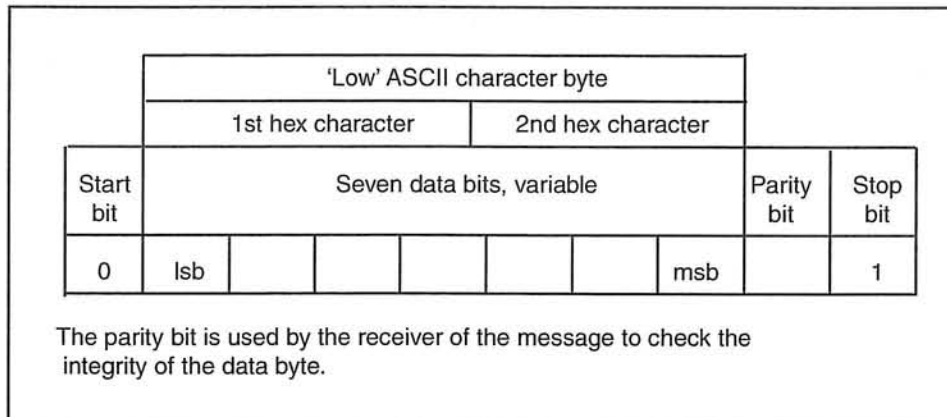 ‘Low’ ASCII character byte
1st hex character 2nd hex character
Start bit Seven data bits, variable Parity bit Stop bit
0 lsb msb 1
The parity bit is used by the receiver of the message to check the
integrity of the data byte.